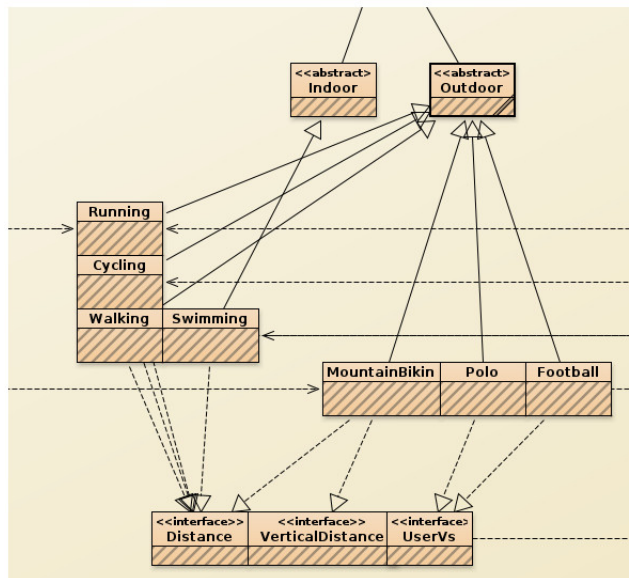 <<abstract>
Indoor
<<abstract>
Outdoor
Running
Cycling
Walking
Swimming
MountainBikin
Polo
Football
<<interface>>
Distance
<<interface>>
VerticalDistance
<<interface>
UserVs